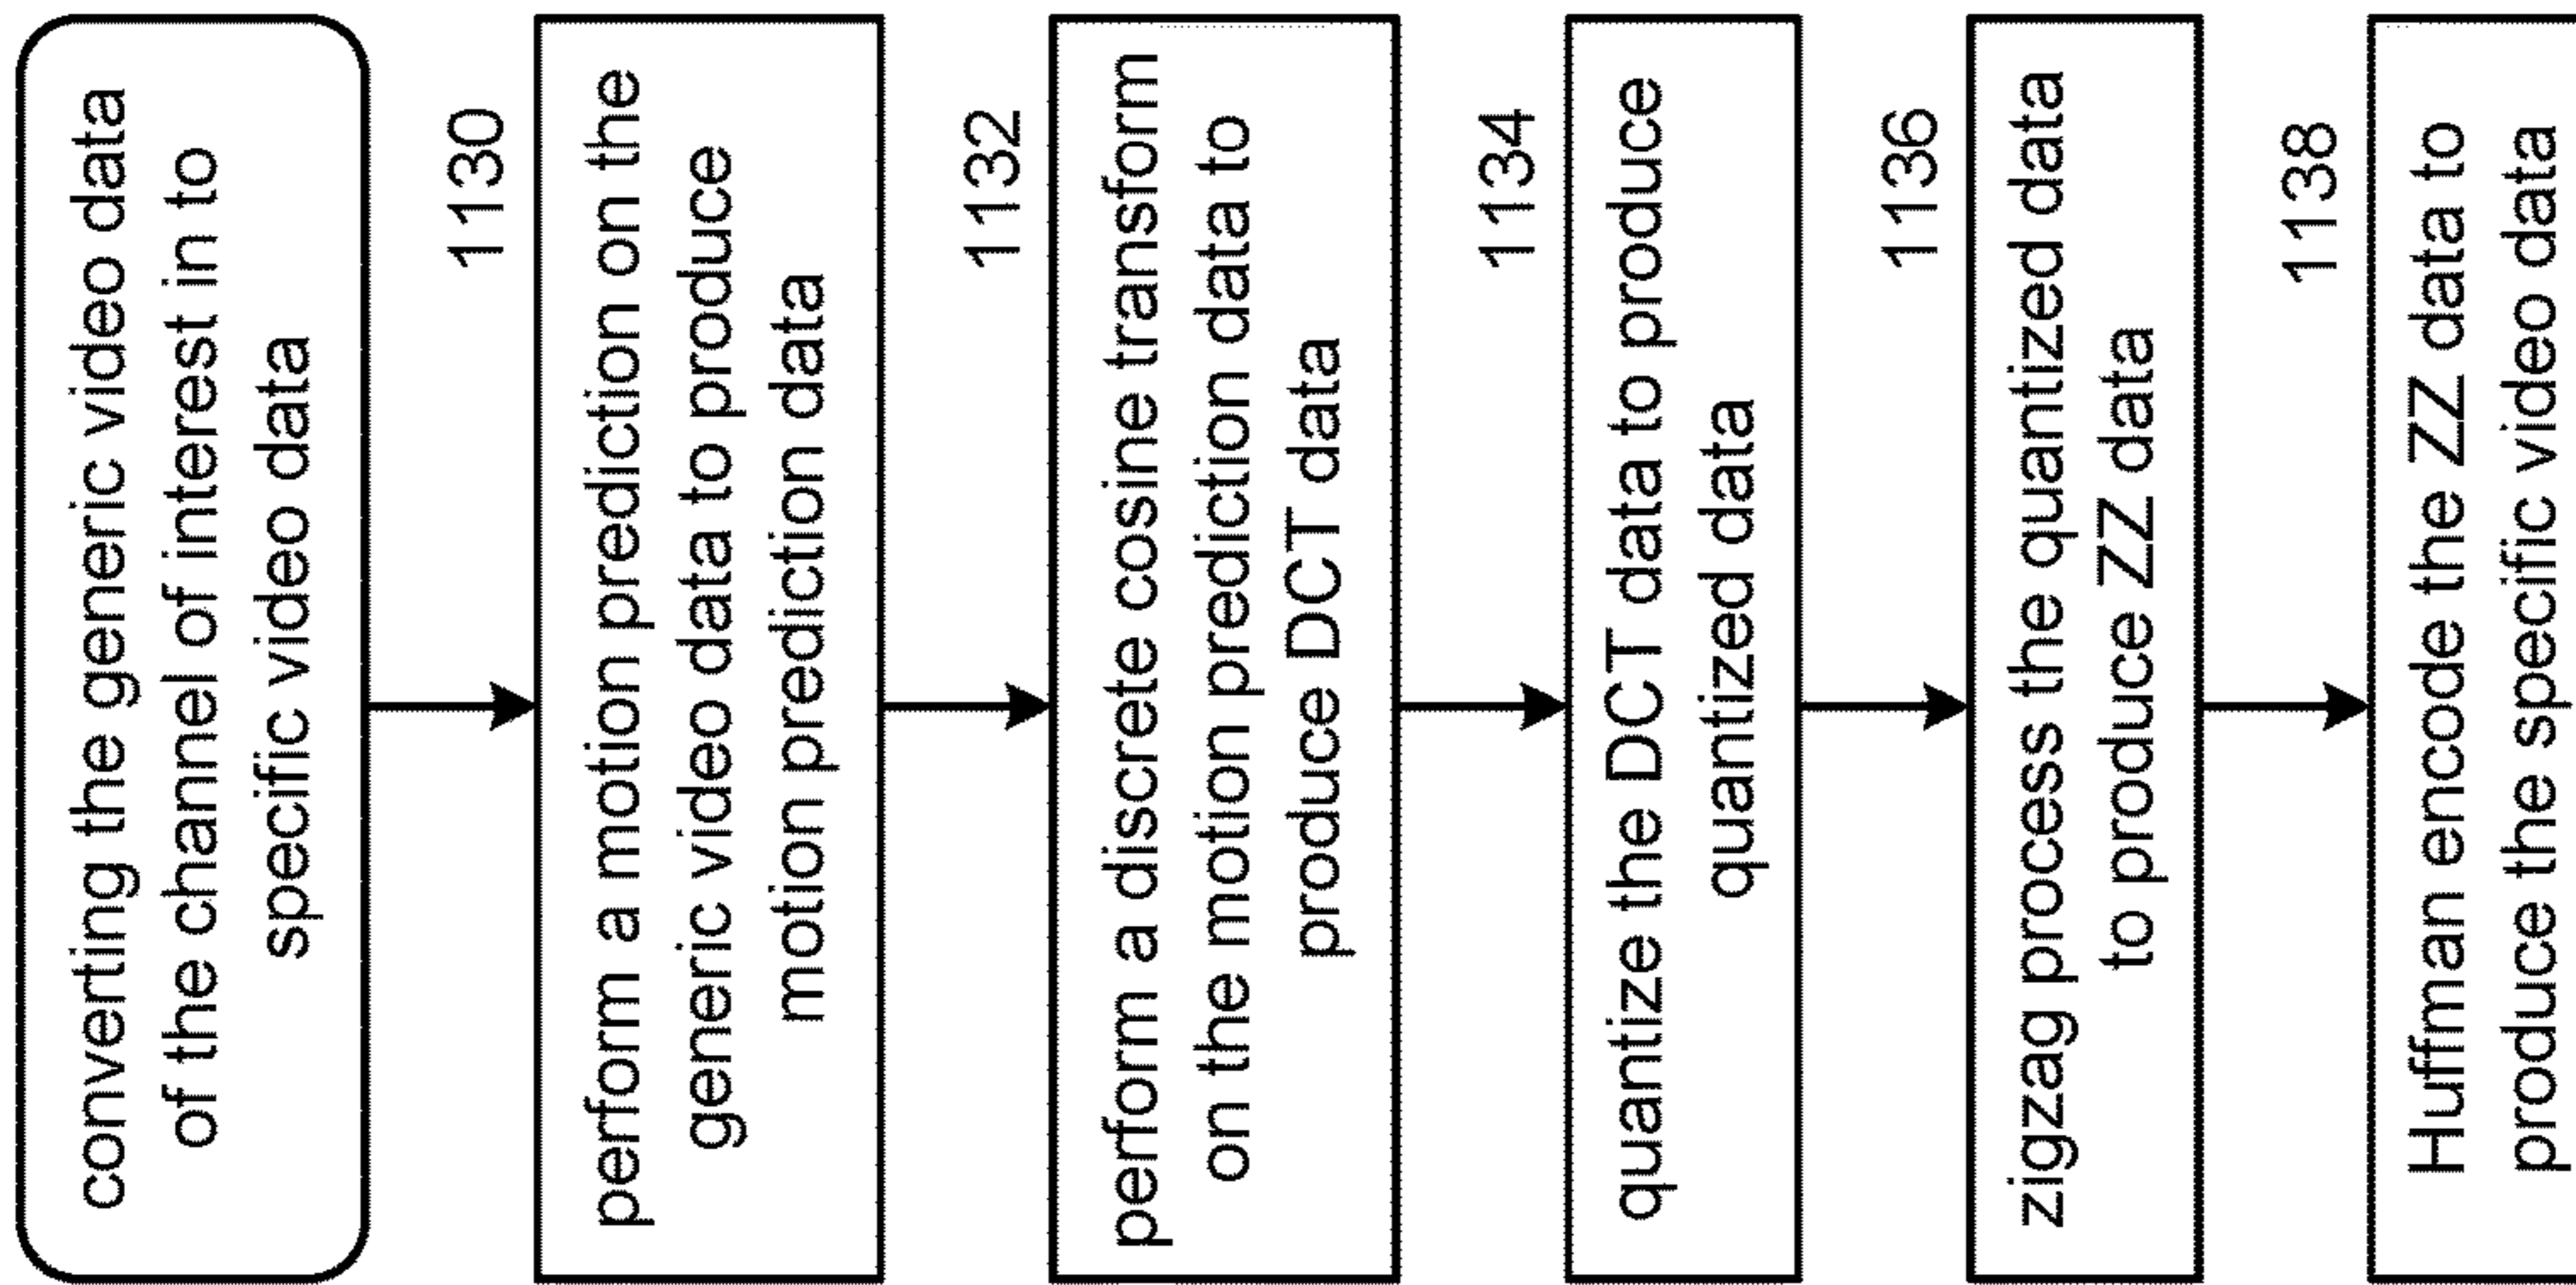 converting the generic video data
of the channel of interest in to
specific video data
1130
perform a motion prediction on the
generic video data to produce
motion prediction data
1132
perform a discrete cosine transform
on the motion prediction data to
produce DCT data
1134
quantize the DCT data to produce
quantized data
1136
zigzag process the quantized data
to produce ZZ data
1138
Huffman encode the ZZ data to
produce the specific video data